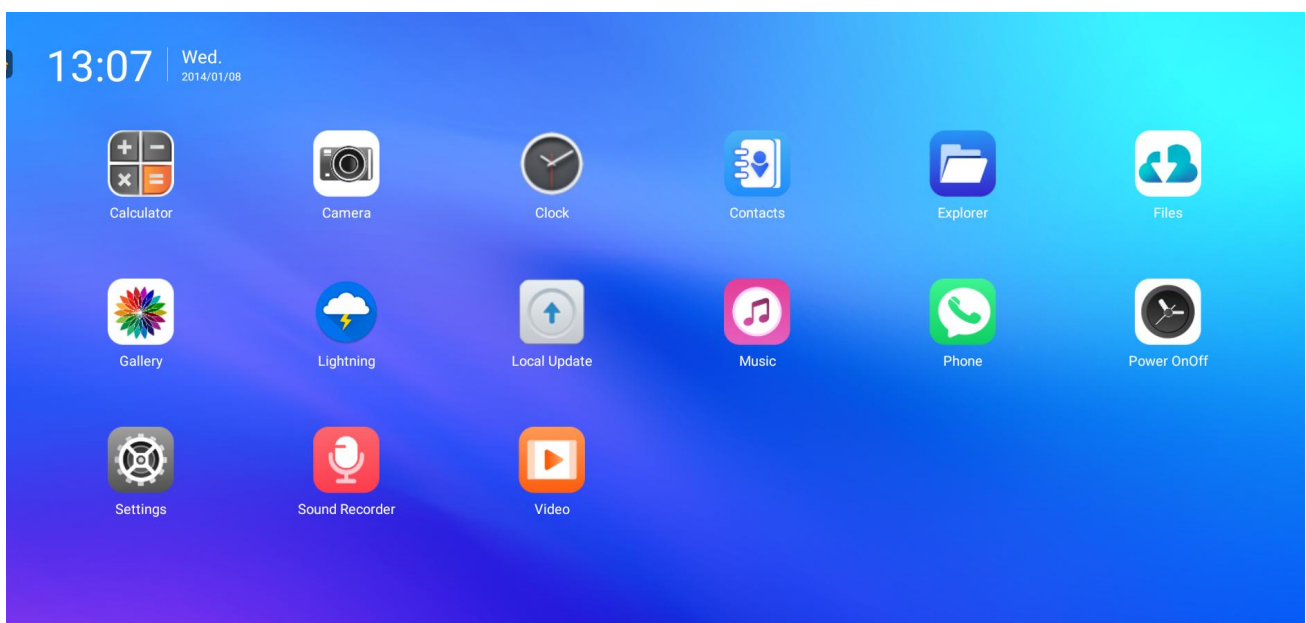 13:07
Wed.
2014/01/08
Calculator
Camera
Clock
Contacts
Explorer
Files
Gallery
Lightning
Local Update
Music
Phone
Power OnOff
Settings
Sound Recorder
Video